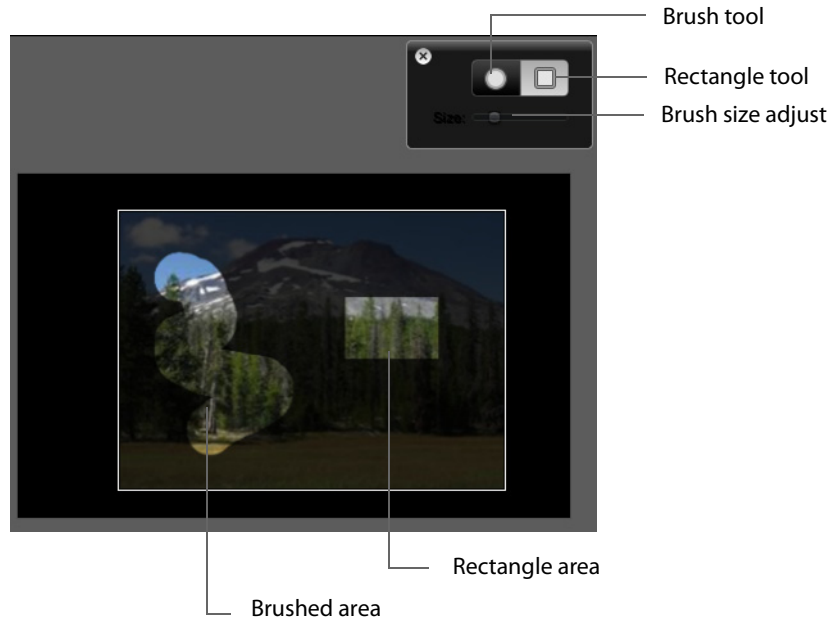 Brush tool
Rectangle tool
Size:
Brush size adjust
Rectangle area
Brushed area